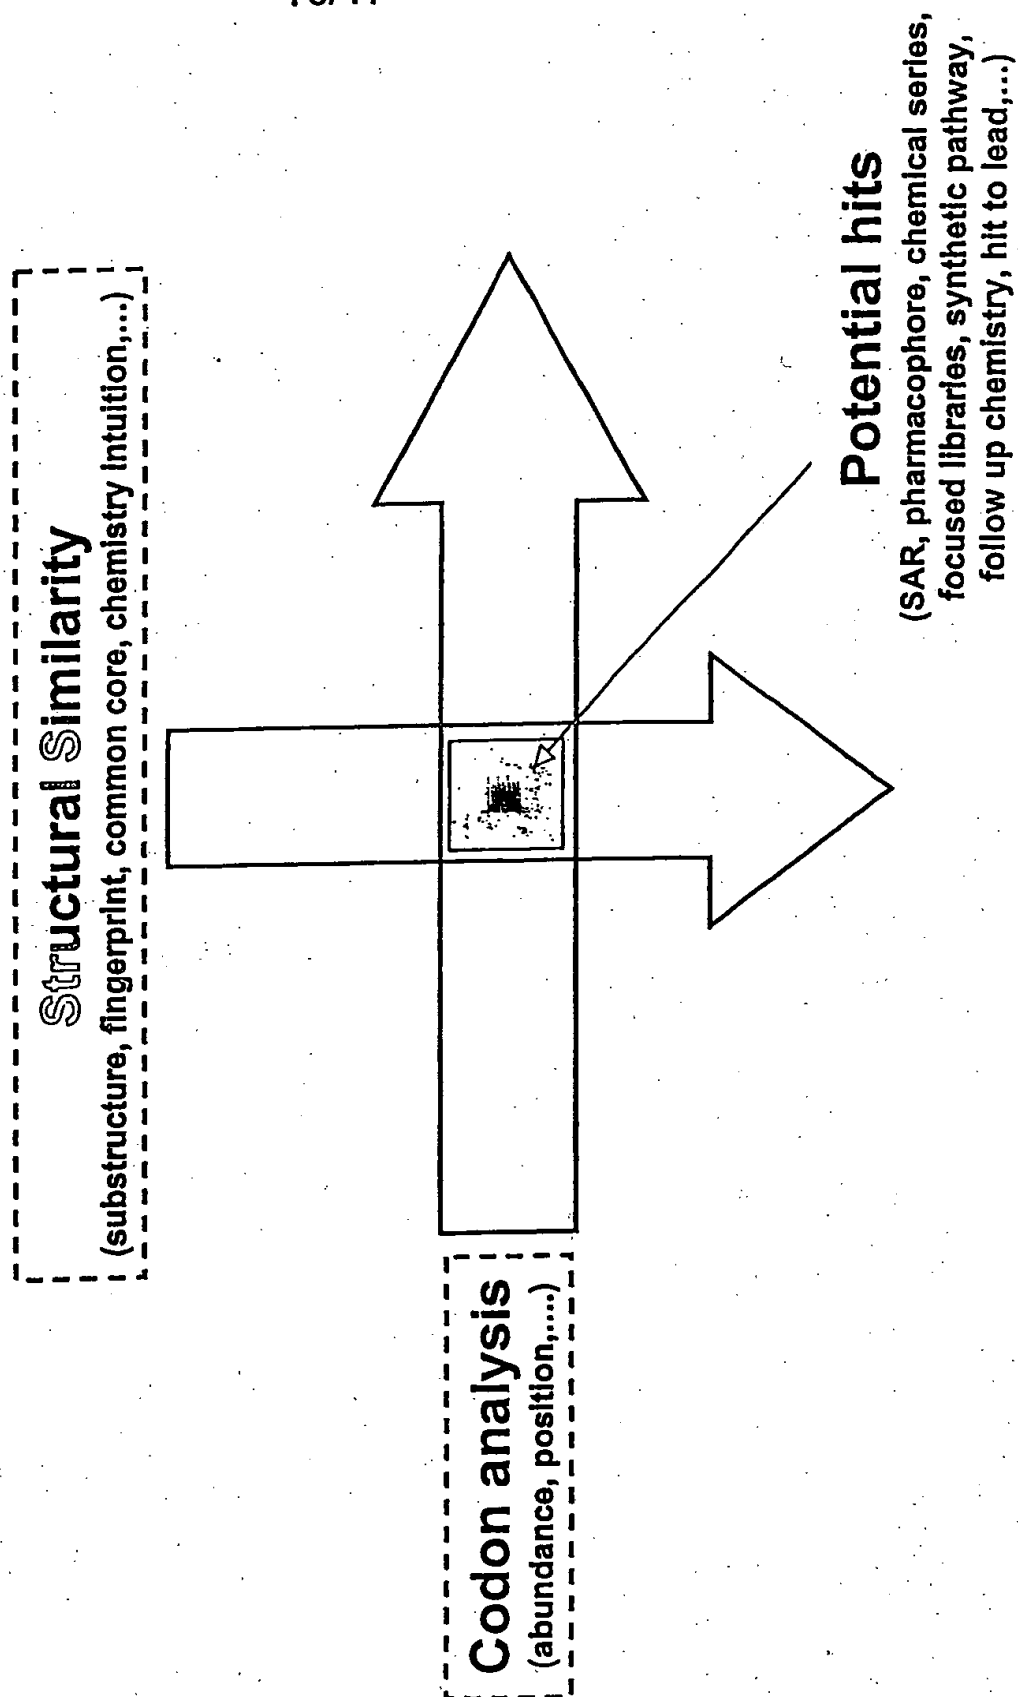 Structural Similarity
(substructure, fingerprint, common core, chemistry intuition,...)
Codon analysis
(abundance, position,....)
Potential hits
(SAR, pharmacophore, chemical series,
focused libraries, synthetic pathway,
follow up chemistry, hit to lead,...)